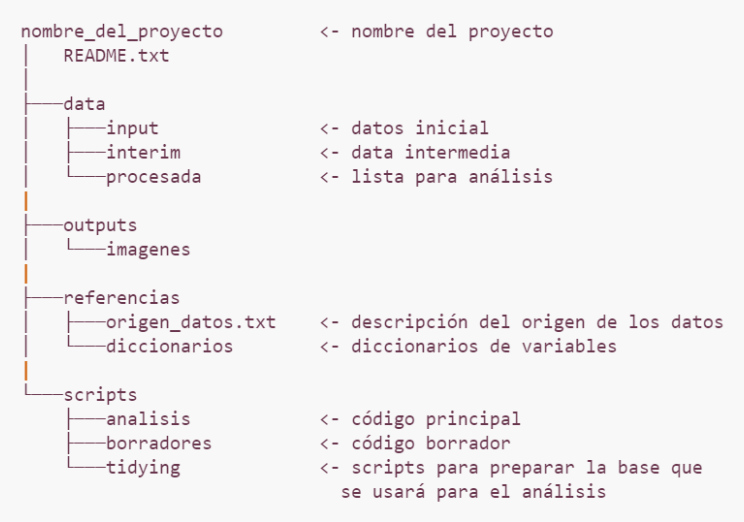 nombre_del_proyecto <- nombre del proyecto
README.txt
data
input <- datos inicial
interim <- data intermedia
procesada <- lista para análisis
outputs
imagenes
referencias
origen_datos.txt <- descripción del origen de los datos
diccionarios <- diccionarios de variables
scripts
analisis <- código principal
borradores <- código borrador
tidying <- scripts para preparar la base que
se usará para el análisis